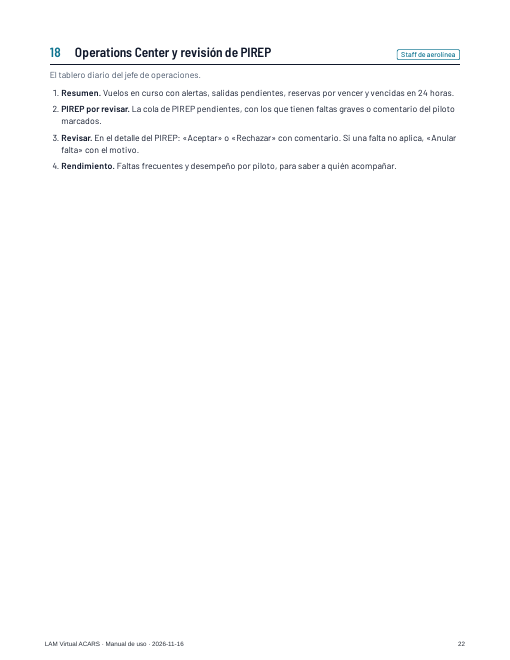 18 Operations Center y revisión de PIREP
Staff de aerolínea
El tablero diario del jefe de operaciones.
1. Resumen. Vuelos en curso con alertas, salidas pendientes, reservas por vencer y vencidas en 24 horas.
2. PIREP por revisar. La cola de PIREP pendientes, con los que tienen faltas graves o comentario del piloto
marcados.
3. Revisar. En el detalle del PIREP: «Aceptar» o «Rechazar» con comentario. Si una falta no aplica, «Anular
falta» con el motivo.
4. Rendimiento. Faltas frecuentes y desempeño por piloto, para saber a quién acompañar.
LAM Virtual ACARS · Manual de uso · 2026-11-16
22